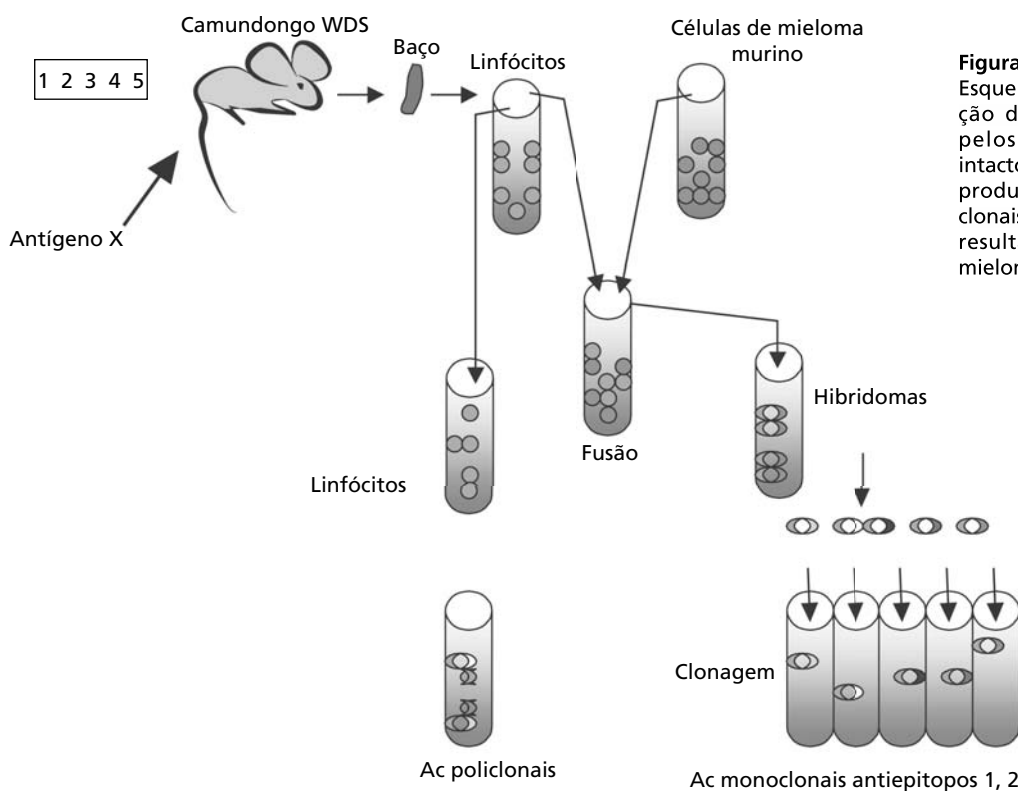 Camundongo WDS
Baço
Linfócitos
Células de mieloma
murino
1 2 3 4 5
Antígeno X
Figura
Esque
ção d
pelos
intacto
produ
clonais
result
mielon
Fusão
Hibridomas
Linfócitos
Clonagem
Ac policlonais
Ac monoclonais antiepitopos 1, 2